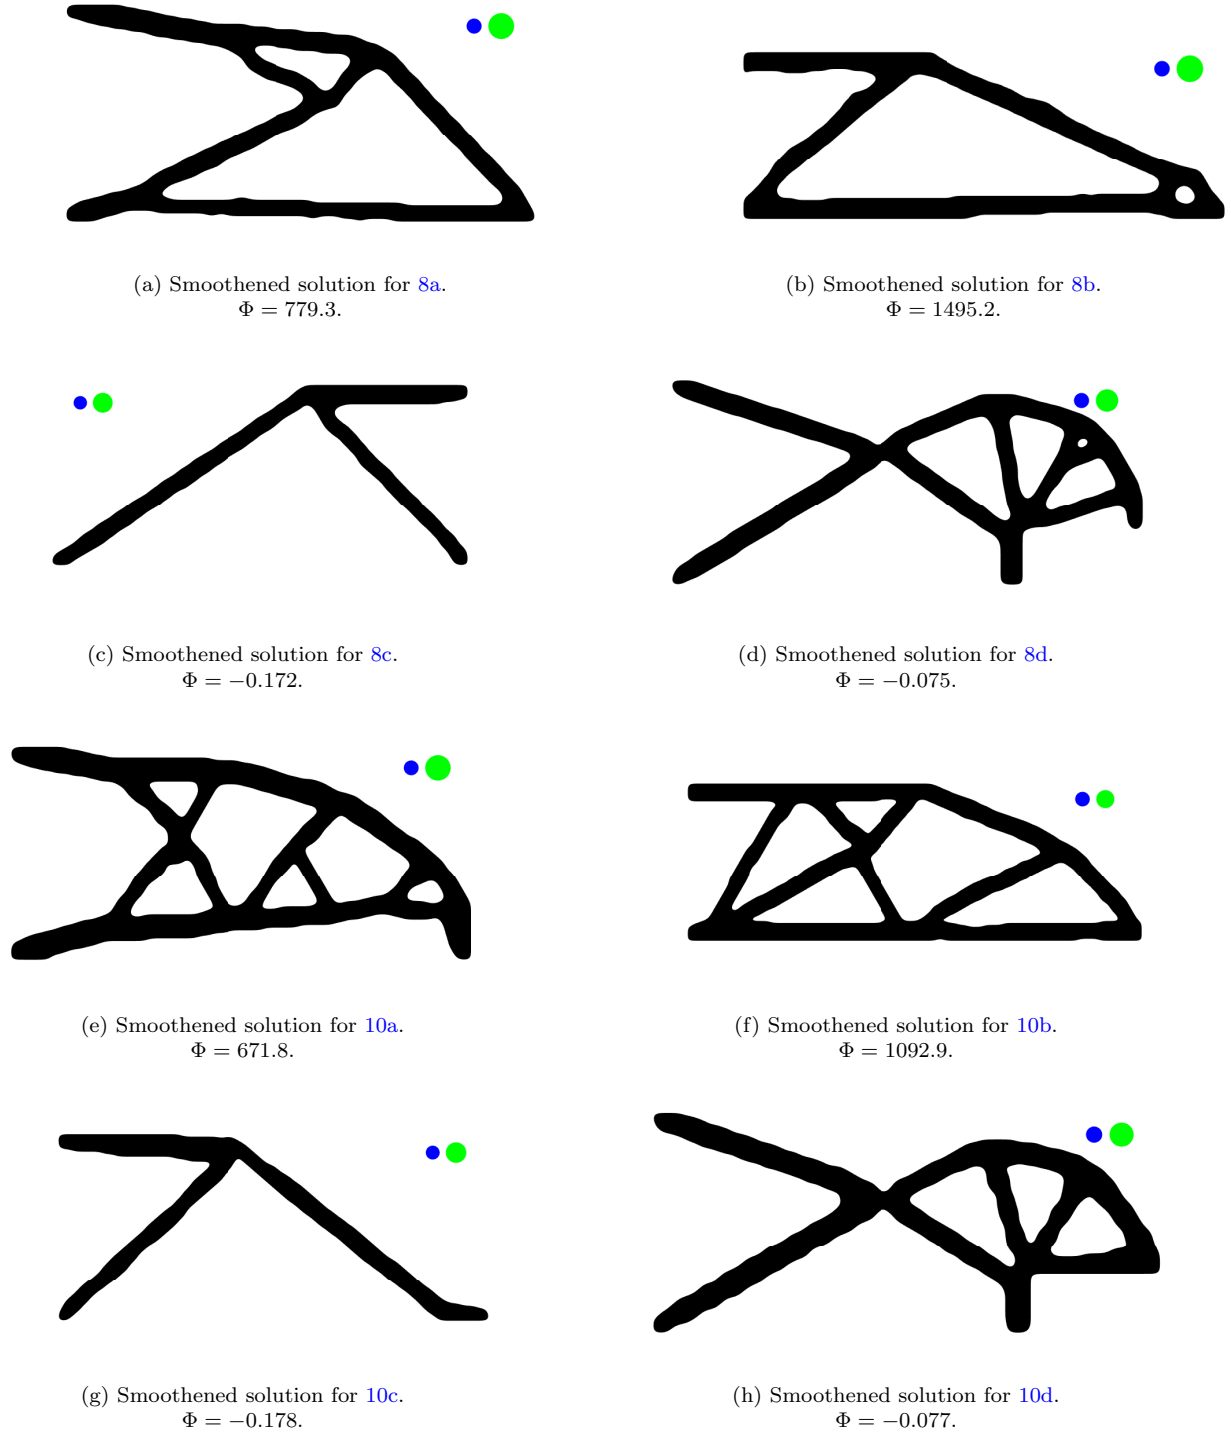 (a) Smoothened solution for 8a.
Φ = 779.3.
(b) Smoothened solution for 8b.
Φ = 1495.2.
(c) Smoothened solution for 8c.
Φ = −0.172.
(d) Smoothened solution for 8d.
Φ = −0.075.
(e) Smoothened solution for 10a.
Φ = 671.8.
(f) Smoothened solution for 10b.
Φ = 1092.9.
(g) Smoothened solution for 10c.
Φ = −0.178.
(h) Smoothened solution for 10d.
Φ = −0.077.